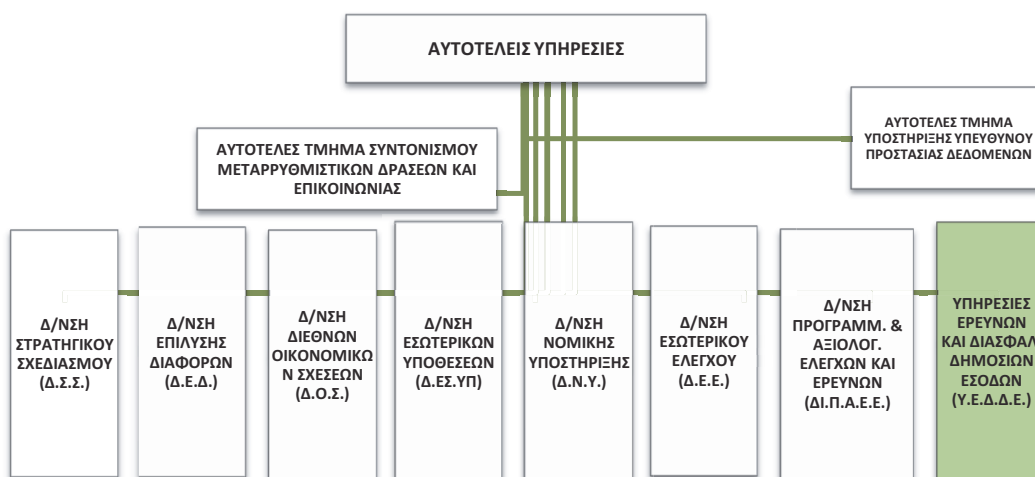 ΑΥΤΟΤΕΛΕΙΣ ΥΠΗΡΕΣΙΕΣ
ΑΥΤΟΤΕΛΕΣ ΤΜΗΜΑ
ΥΠΟΣΤΗΡΙΞΗΣ ΥΠΕΥΘΥΝΟΥ
ΠΡΟΣΤΑΣΙΑΣ ΔΕΔΟΜΕΝΩΝ
ΑΥΤΟΤΕΛΕΣ ΤΜΗΜΑ ΣΥΝΤΟΝΙΣΜΟΥ
ΜΕΤΑΡΡΥΘΜΙΣΤΙΚΩΝ ΔΡΑΣΕΩΝ ΚΑΙ
ΕΠΙΚΟΙΝΩΝΙΑΣ
Δ/ΝΣΗ
ΣΤΡΑΤΗΓΙΚΟΥ
ΣΧΕΔΙΑΣΜΟΥ
(Δ.Σ.Σ.)
Δ/ΝΣΗ
ΕΠΙΛΥΣΗΣ
ΔΙΑΦΟΡΩΝ
(Δ.Ε.Δ.)
Δ/ΝΣΗ
ΔΙΕΘΝΩΝ
ΟΙΚΟΝΟΜΙΚΩ
Ν ΣΧΕΣΕΩΝ
(Δ.Ο.Σ.)
Δ/ΝΣΗ
ΕΣΩΤΕΡΙΚΩΝ
ΥΠΟΘΕΣΕΩΝ
(Δ.ΕΣ.ΥΠ)
Δ/ΝΣΗ
ΝΟΜΙΚΗΣ
ΥΠΟΣΤΗΡΙΞΗΣ
(Δ.Ν.Υ.)
Δ/ΝΣΗ
ΕΣΩΤΕΡΙΚΟΥ
ΕΛΕΓΧΟΥ
(Δ.Ε.Ε.)
Δ/ΝΣΗ
ΠΡΟΓΡΑΜΜ. &
ΑΞΙΟΛΟΓ.
ΕΛΕΓΧΩΝ ΚΑΙ
ΕΡΕΥΝΩΝ
(ΔΙ.Π.Α.Ε.Ε.)
ΥΠΗΡΕΣΙΕΣ
ΕΡΕΥΝΩΝ
ΚΑΙ ΔΙΑΣΦΑΛ
ΔΗΜΟΣΙΩΝ
ΕΣΟΔΩΝ
(Υ.Ε.Δ.Δ.Ε.)